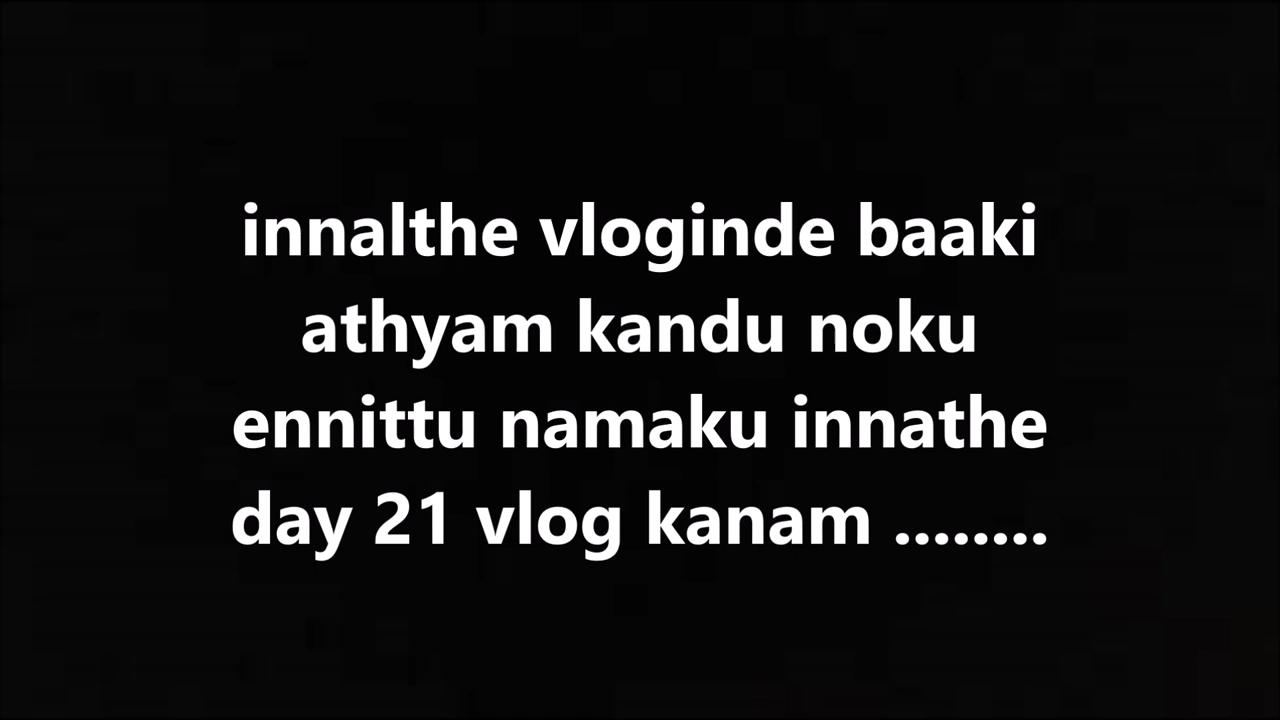 innalthe vloginde baaki
athyam kandu noku
ennittu namaku innathe
day 21 vlog kanam ........